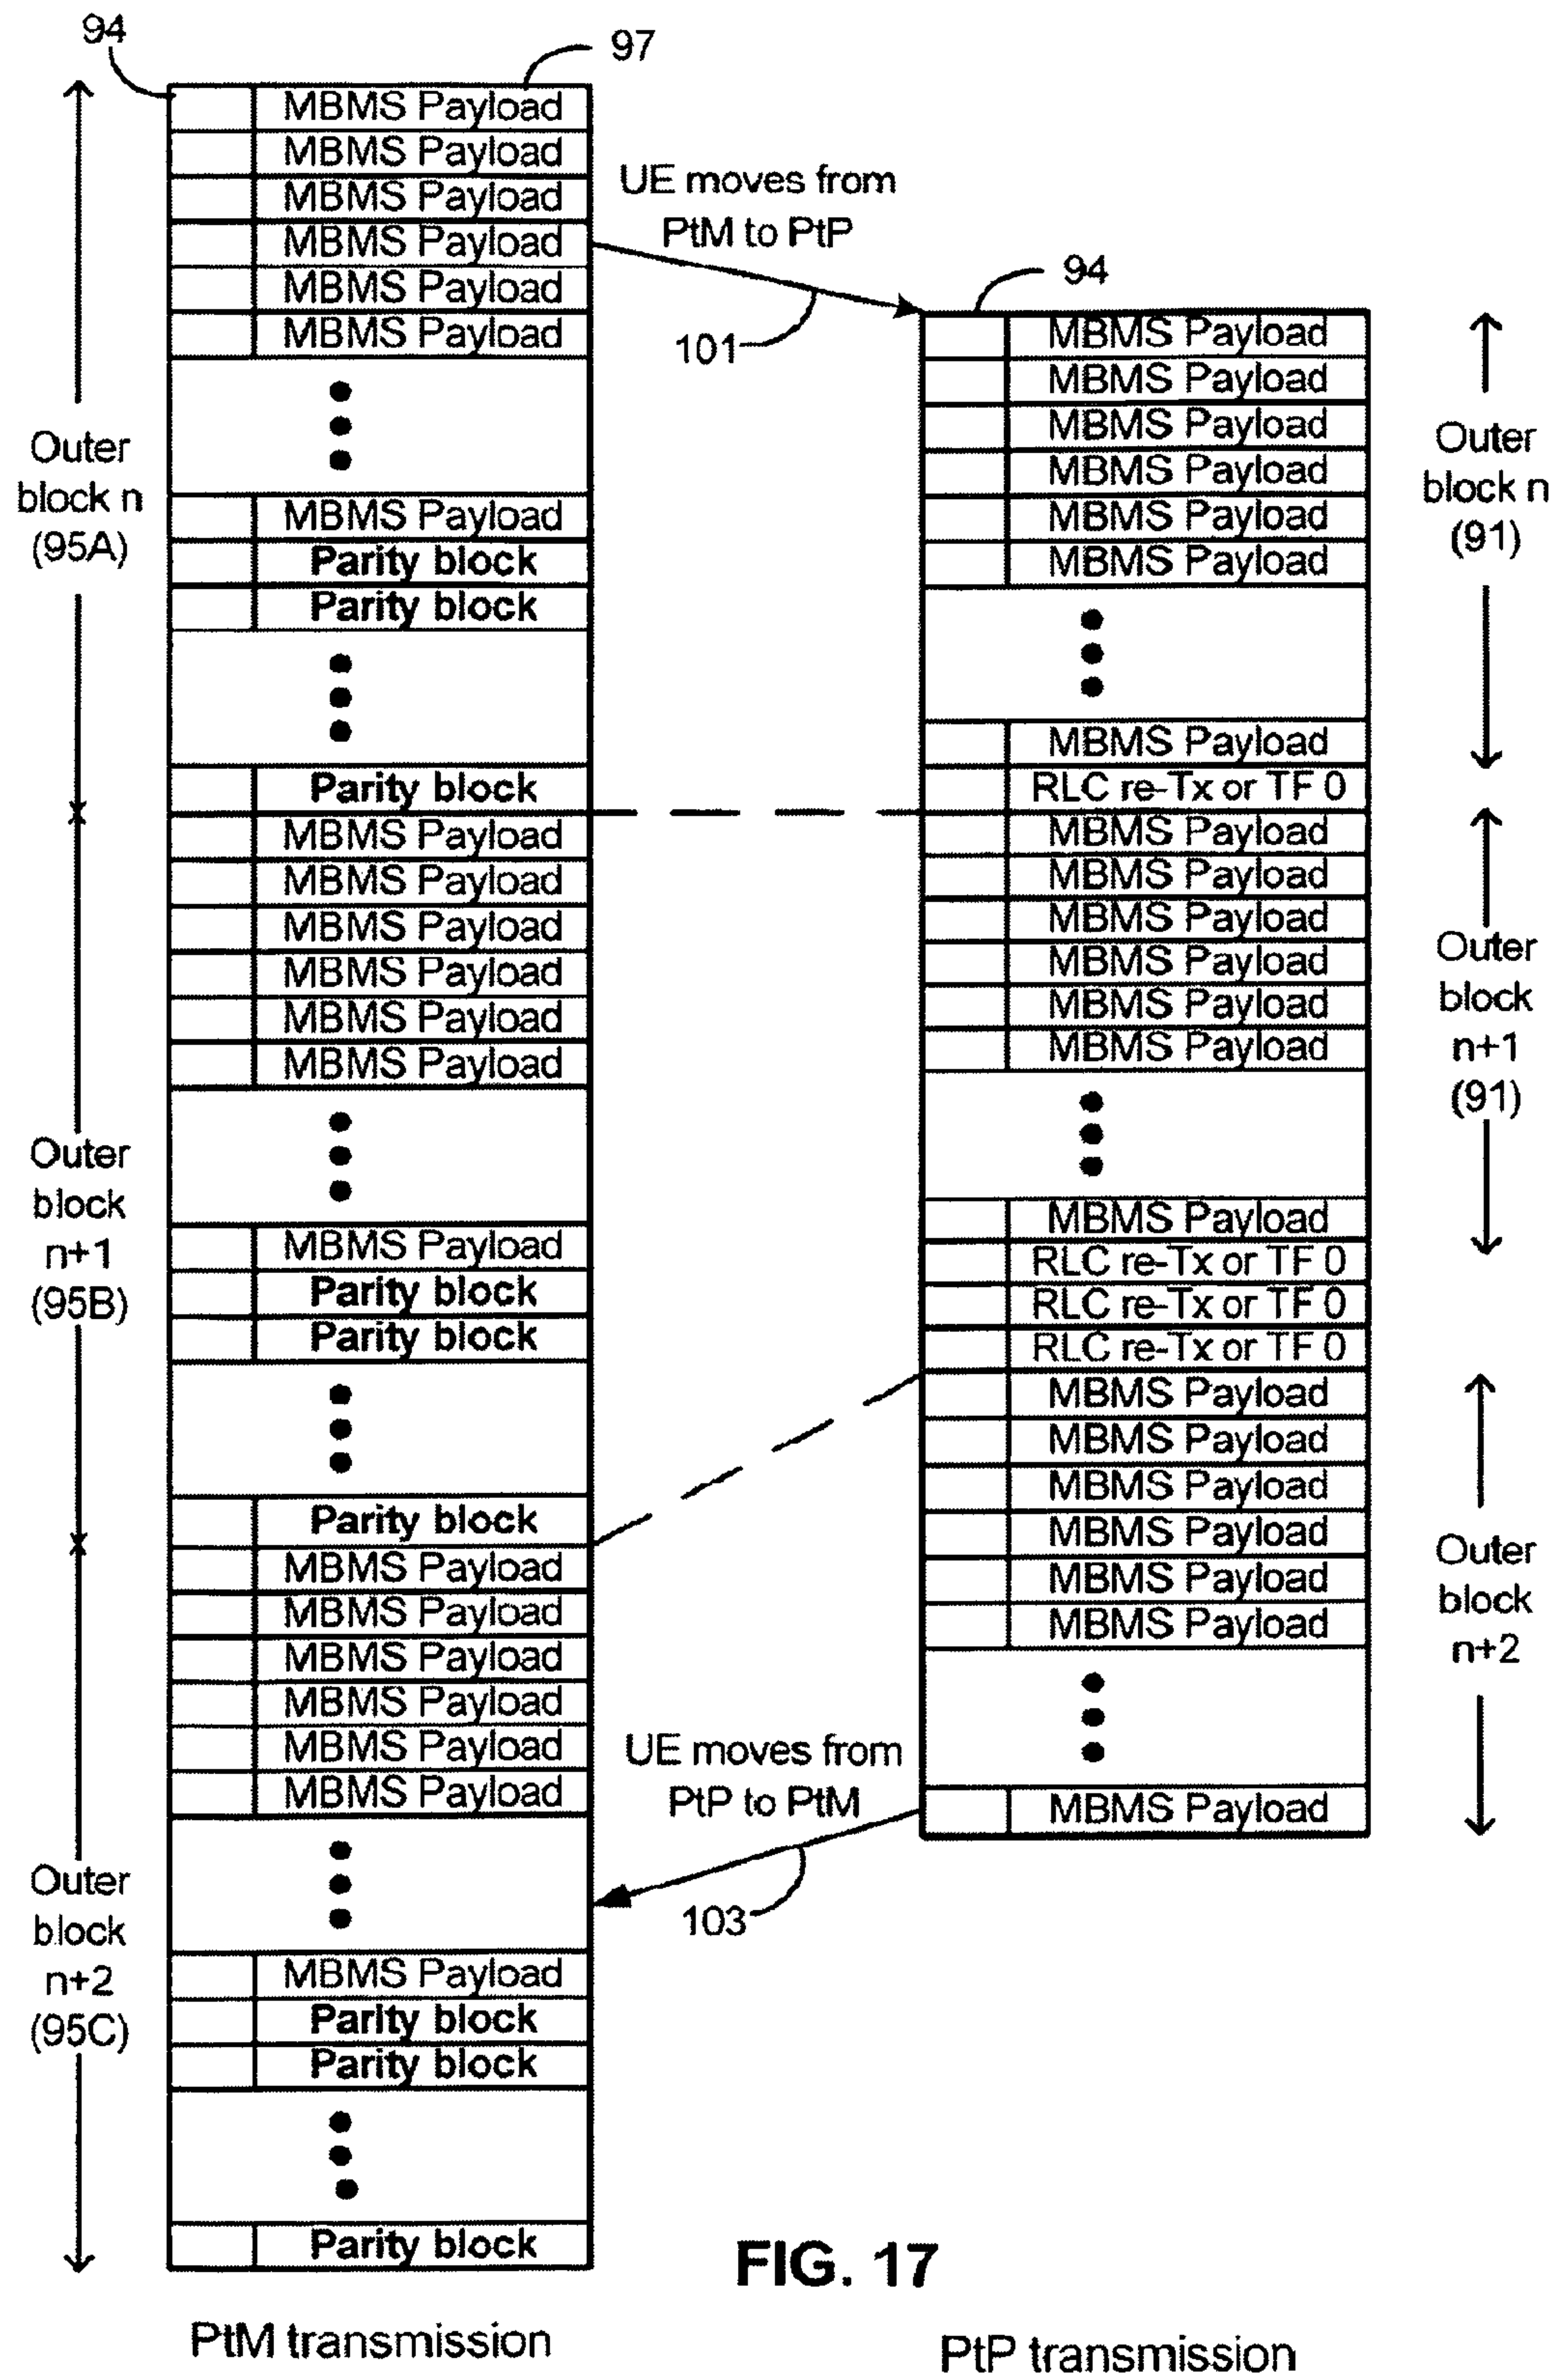 94
97
MBMS Payload
MBMS Payload
MBMS Payload
MBMS Payload
MBMS Payload
MBMS Payload
MBMS Payload
Parity block
Parity block
Parity block
MBMS Payload
MBMS Payload
MBMS Payload
MBMS Payload
MBMS Payload
MBMS Payload
MBMS Payload
Parity block
Parity block
Parity block
MBMS Payload
MBMS Payload
MBMS Payload
MBMS Payload
MBMS Payload
MBMS Payload
MBMS Payload
Parity block
Parity block
Parity block
Outer
block n
(95A)
Outer
block
n+1
(95B)
Outer
block
n+2
(95C)
PtM transmission
UE moves from
PtM to PtP
101
UE moves from
PtP to PtM
103
94
MBMS Payload
MBMS Payload
MBMS Payload
MBMS Payload
MBMS Payload
MBMS Payload
MBMS Payload
RLC re-Tx or TF 0
MBMS Payload
MBMS Payload
MBMS Payload
MBMS Payload
MBMS Payload
MBMS Payload
MBMS Payload
RLC re-Tx or TF 0
RLC re-Tx or TF 0
RLC re-Tx or TF 0
MBMS Payload
MBMS Payload
MBMS Payload
MBMS Payload
MBMS Payload
MBMS Payload
MBMS Payload
Outer
block n
(91)
Outer
block
n+1
(91)
Outer
block
n+2
FIG. 17
PtP transmission